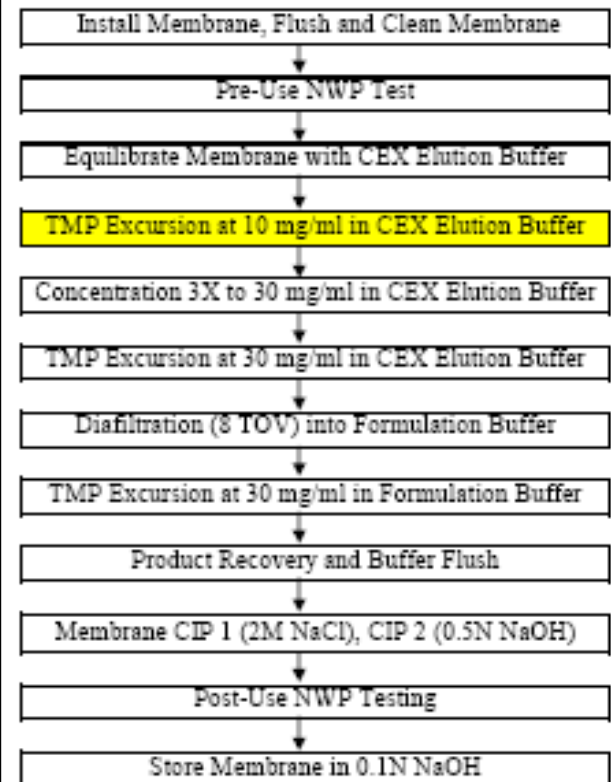 Install Membrane, Flush and Clean Membrane
Pre-Use NWP Test
Equilibrate Membrane with CEX Elution Buffer
TMP Excursion at 10 mg/ml in CEX Elution Buffer
Concentration 3X to 30 mg/ml in CEX Elution Buffer
TMP Excursion at 30 mg/ml in CEX Elution Buffer
Diafiltration (8 TOV) into Formulation Buffer
TMP Excursion at 30 mg/ml in Formulation Buffer
Product Recovery and Buffer Flush
Membrane CIP 1 (2M NaCl), CIP 2 (0.5N NaOH)
Post-Use NWP Testing
Store Membrane in 0.1N NaOH